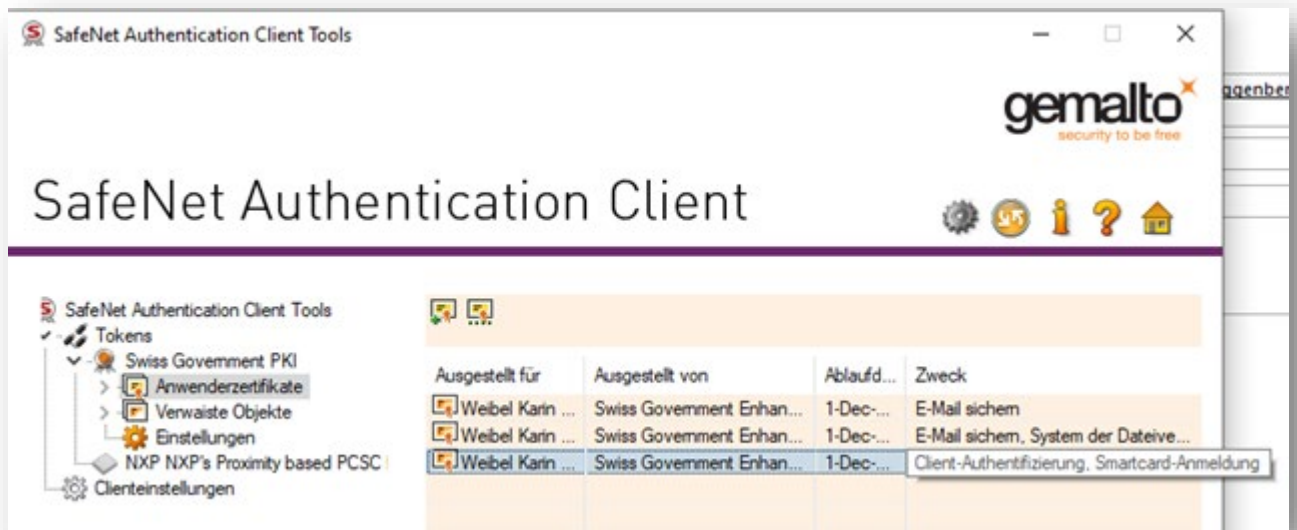 SafeNet Authentication Client Tools
ggenber
gemalto
security to be free
SafeNet Authentication Client
SafeNet Authentication Client Tools
Tokens
Swiss Government PKI
Anwenderzertifikate
Verwaiste Objekte
Einstellungen
NXP NXP's Proximity based PCSC
Clienteinstellungen
Ausgestellt für Ausgestellt von Ablaufd... Zweck
Weibel Karin ... Swiss Government Enhan... 1-Dec-... E-Mail sichern
Weibel Karin ... Swiss Government Enhan... 1-Dec-... E-Mail sichern, System der Dateive...
Weibel Karin ... Swiss Government Enhan... 1-Dec-... Client-Authentifizierung, Smartcard-Anmeldung